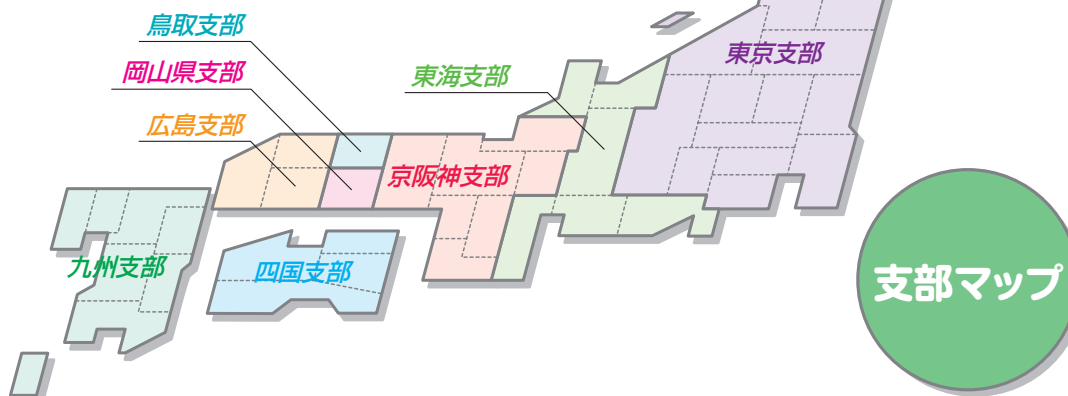 鳥取支部
岡山県支部
広島支部
東海支部
東京支部
京阪神支部
九州支部
四国支部
支部マップ